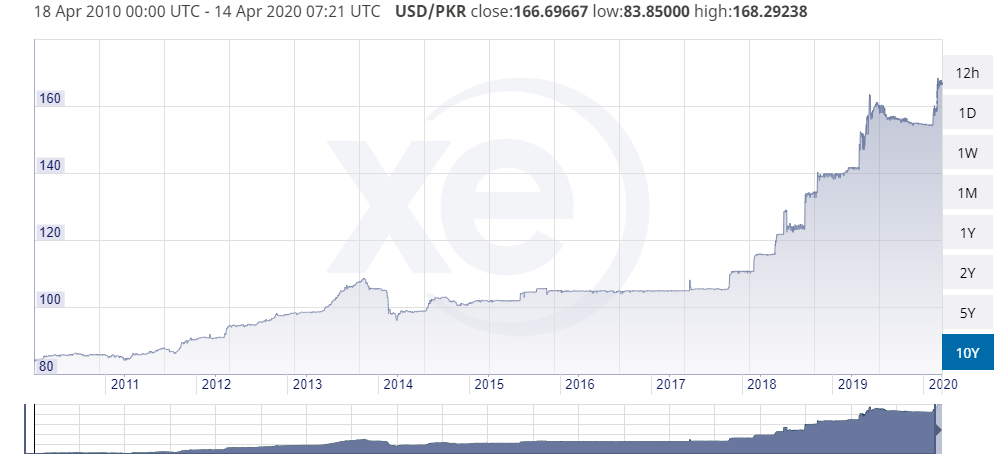 18 Apr 2010 00:00 UTC - 14 Apr 2020 07:21 UTC USD/PKR close:166.69667 low:83.85000 high:168.29238
xe
160
140
120
100
80
12h
1D
1W
1M
1Y
2Y
5Y
10Y
2011 2012 2013 2014 2015 2016 2017 2018 2019 2020